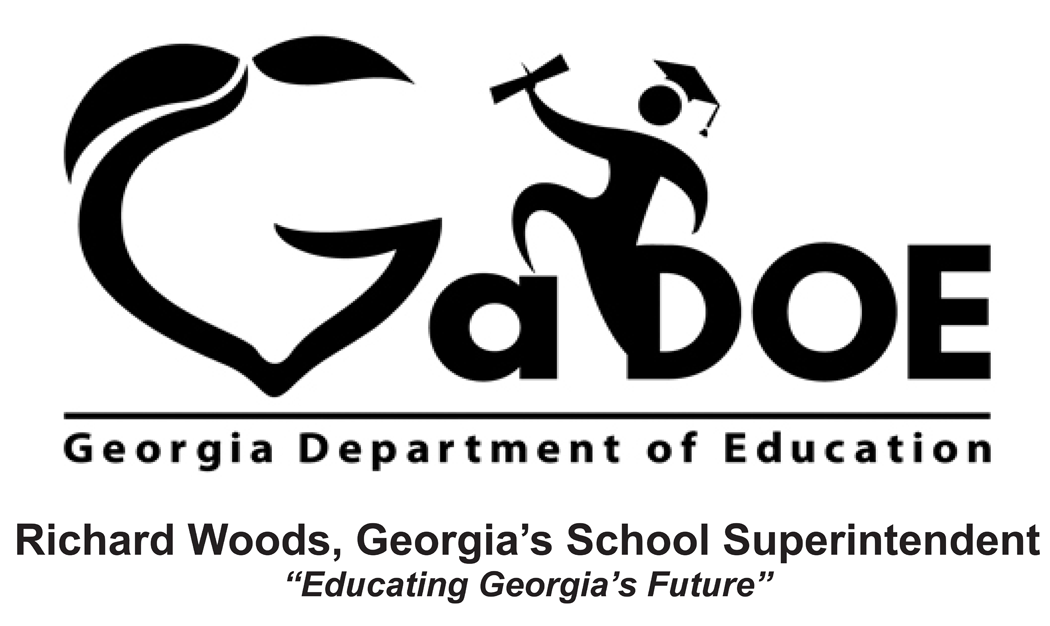 GaDOE
Georgia Department of Education
Richard Woods, Georgia’s School Superintendent
“Educating Georgia’s Future”